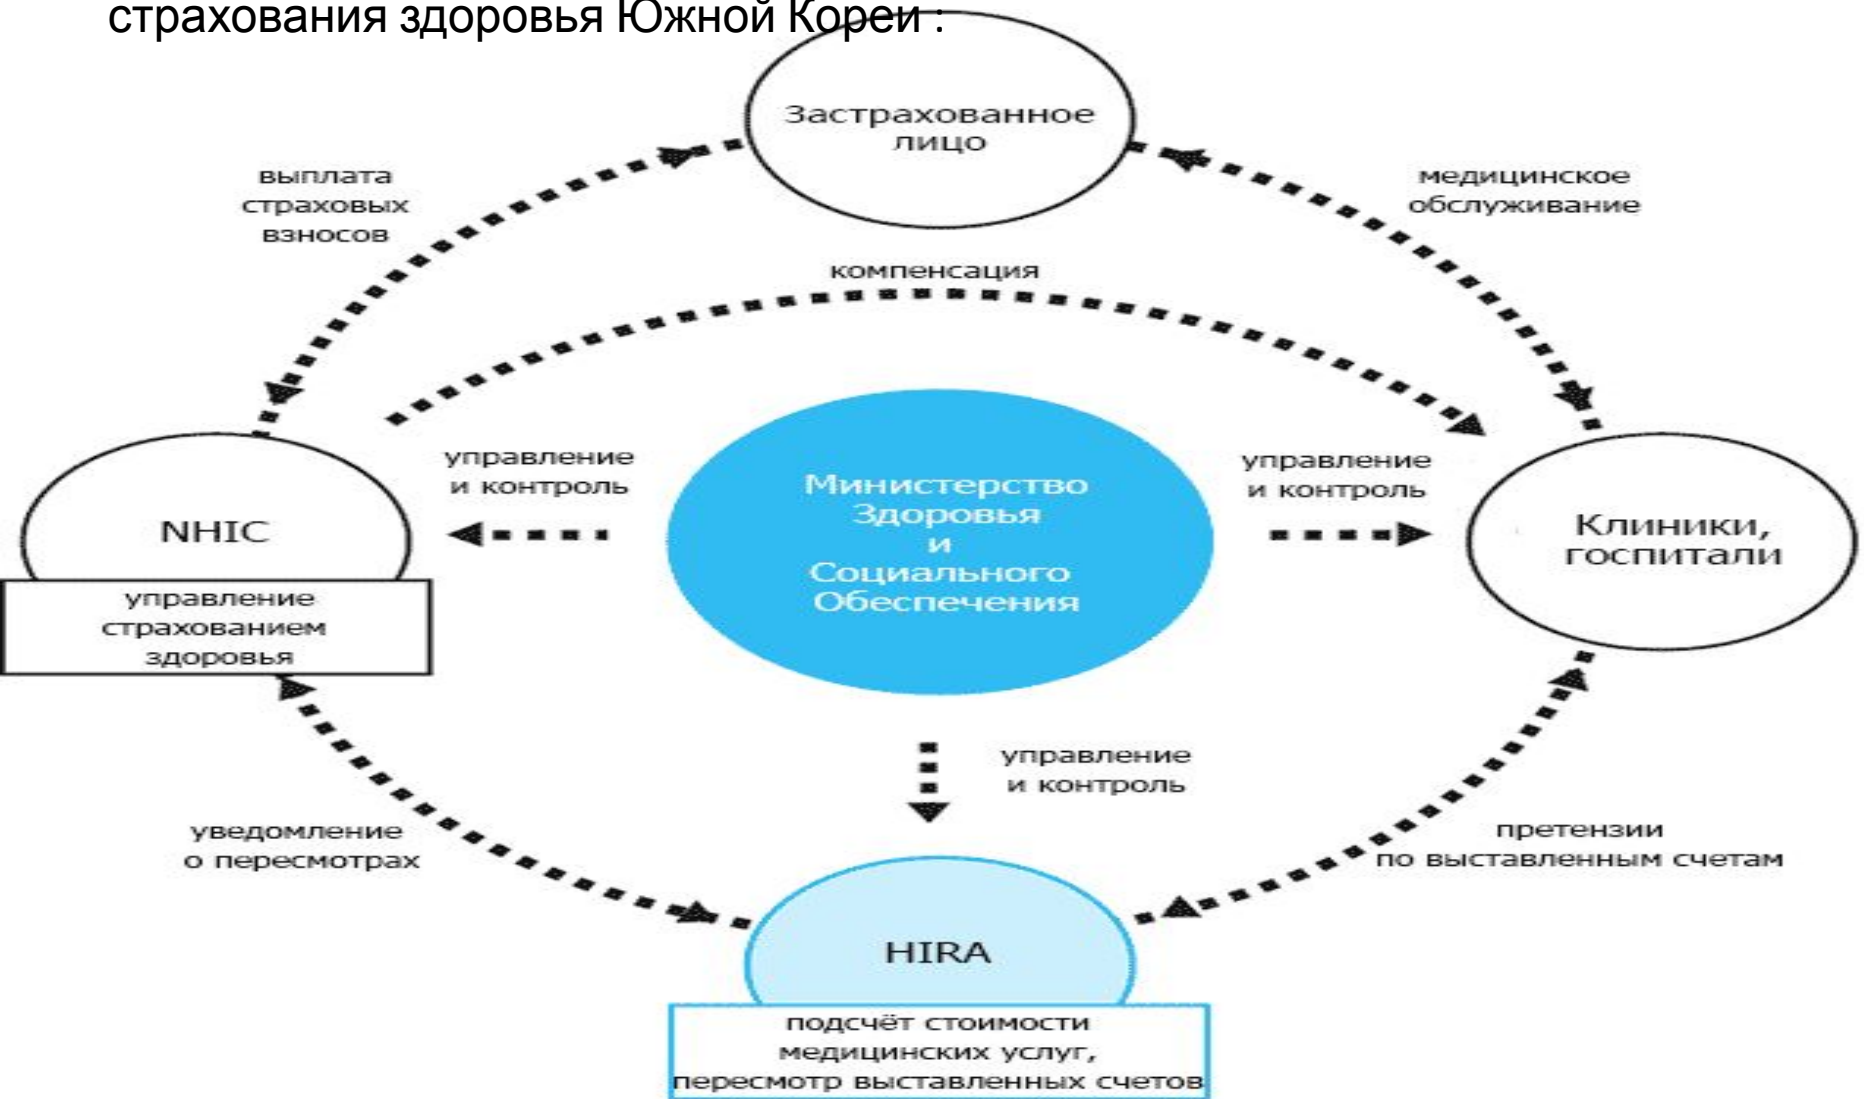 страхования здоровья Южной Кореи :
Застрахованное
лицо
выплата
страховых
взносов
медицинское
обслуживание
компенсация
управление
и контроль
управление
и контроль
Министерство
Здоровья
и
Социального
Обеспечения
NHIC
управление
страхованием
здоровья
Клиники,
госпитали
управление
и контроль
уведомление
о пересмотрах
претензии
по выставленным счетам
HIRA
подсчёт стоимости
медицинских услуг,
пересмотр выставленных счетов